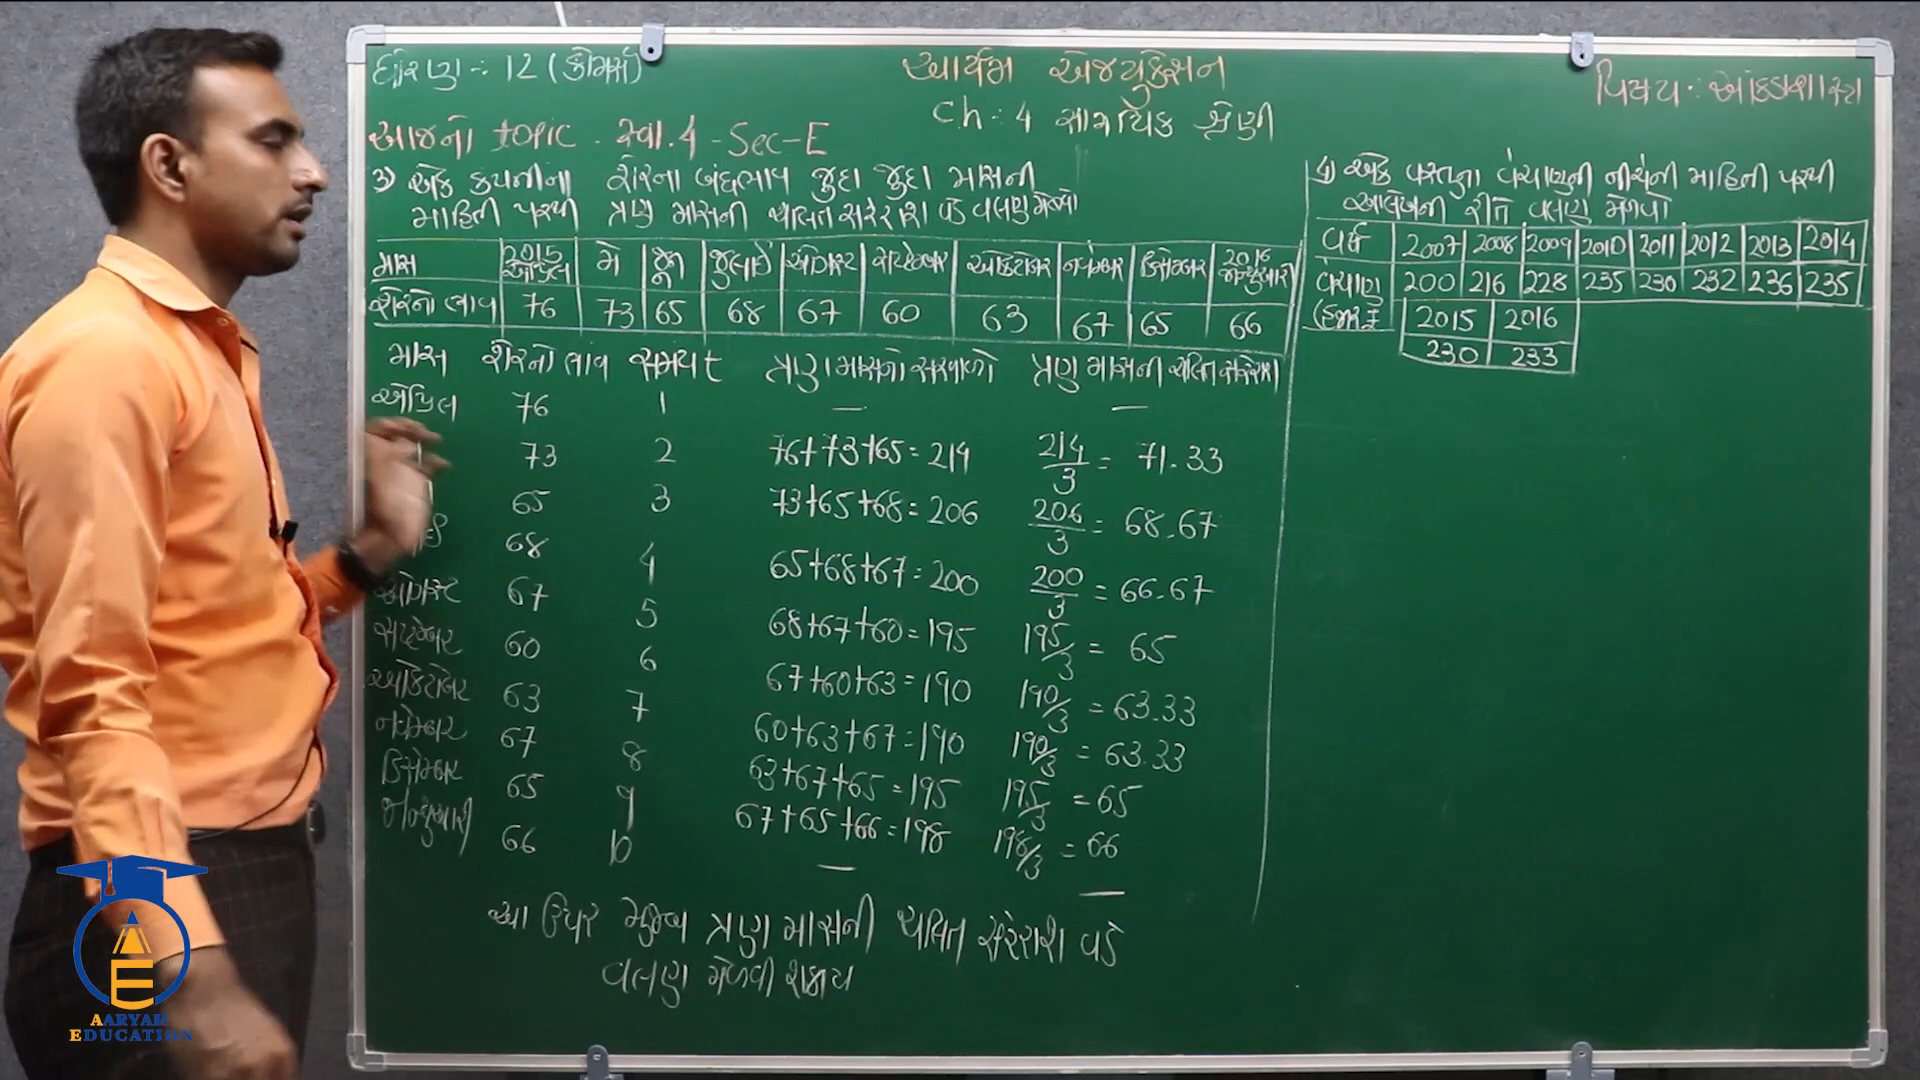 ધોરણ :- 12 (કોમર્સ)
આર્યમ એજ્યુકેશન
વિષય : આંકડાશાસ્ત્ર
Ch : 4 સામયિક શ્રેણી
આજનો topic - સ્વા. 4 - Sec - E
3) એક કંપનીના શેરના બંધભાવ જુદા જુદા માસની
માહિતી પરથી ત્રણ માસની ચલિત સરેરાશ વડે વલણ મેળવો
માસ 2015 એપ્રિલ મે જૂન જુલાઈ ઓગસ્ટ સપ્ટેમ્બર ઓક્ટોબર નવેમ્બર ડિસેમ્બર 2016 જાન્યુઆરી
શેરનો ભાવ 76 73 65 68 67 60 63 67 65 66
માસ શેરનો ભાવ સમય t ત્રણ માસનો સરવાળો ત્રણ માસની ચલિત સરેરાશ
એપ્રિલ 76 1 — —
73 2 76+73+65=214 214/3 = 71.33
65 3 73+65+68=206 206/3 = 68.67
68 4 65+68+67=200 200/3 = 66.67
ઓગસ્ટ 67 5 68+67+60=195 195/3 = 65
સપ્ટેમ્બર 60 6 67+60+63=190 190/3 = 63.33
ઓક્ટોબર 63 7 60+63+67=190 190/3 = 63.33
નવેમ્બર 67 8 63+67+65=195 195/3 = 65
ડિસેમ્બર 65 9 67+65+66=198 198/3 = 66
જાન્યુઆરી 66 10 — —
આ ઉપર મુજબ ત્રણ માસની ચલિત સરેરાશ વડે
વલણ મેળવી શકાય
4) એક વસ્તુના વેચાણની નીચેની માહિતી પરથી
આલેખની રીતે વલણ મેળવો
વર્ષ 2007 2008 2009 2010 2011 2012 2013 2014
વેચાણ 200 216 228 235 230 232 236 235
(હજાર ₹ 2015 2016
230 233
AARYAM
EDUCATION